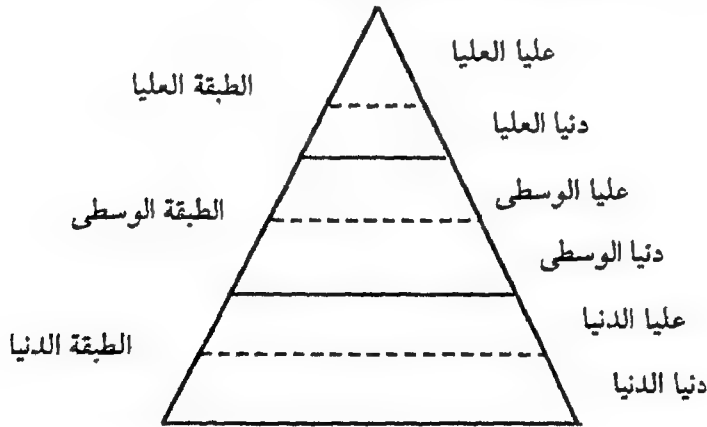 عليا العليا
الطبقة العليا
دنيا العليا
عليا الوسطى
الطبقة الوسطى
دنيا الوسطى
عليا الدنيا
الطبقة الدنيا
دنيا الدنيا